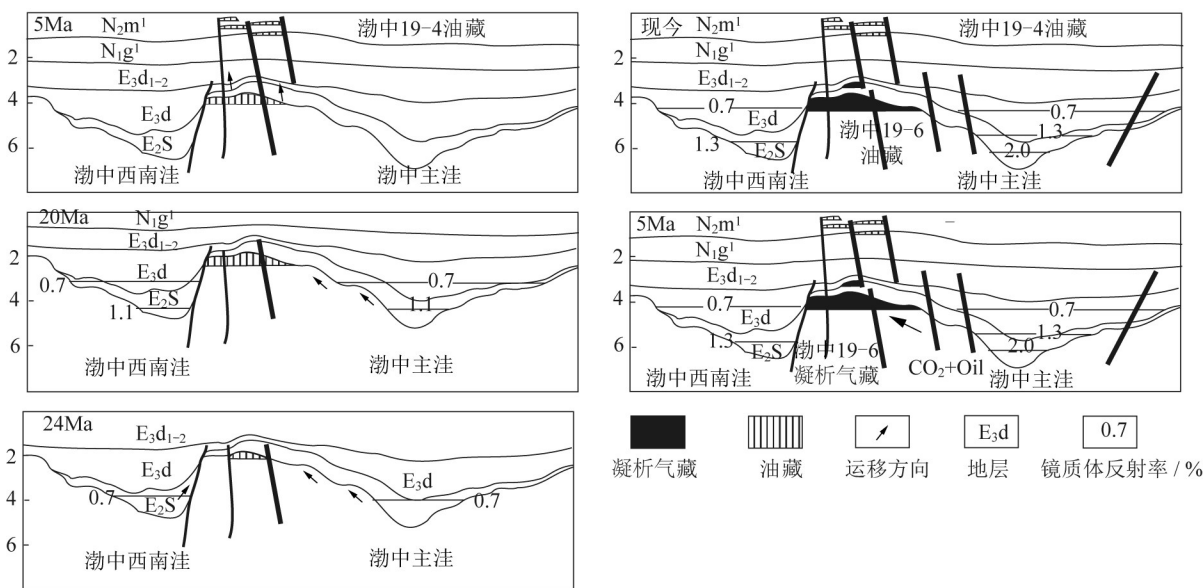 5Ma
N₂m¹
渤中19-4油藏
2
N₁g¹
E₃d₁₋₂
4
E₃d
E₂S
6
渤中西南洼
渤中主洼
20Ma
N₁g¹
2
E₃d₁₋₂
E₃d
0.7
0.7
4
E₂S
1.1
1.1
6
渤中西南洼
渤中主洼
24Ma
E₃d₁₋₂
2
E₃d
E₃d
0.7
0.7
4
E₂S
6
渤中西南洼
渤中主洼
现今
N₂m¹
渤中19-4油藏
2
N₁g¹
E₃d₁₋₂
4
0.7
0.7
E₃d
渤中19-6
油藏
1.3
1.3
E₂S
2.0
6
渤中西南洼
渤中主洼
5Ma
N₂m¹
2
N₁g¹
E₃d₁₋₂
4
0.7
0.7
E₃d
1.3
1.3
E₂S
渤中19-6
凝析气藏
2.0
6
CO₂+Oil
渤中西南洼
渤中主洼
E₃d
0.7
凝析气藏
油藏
运移方向
地层
镜质体反射率/%